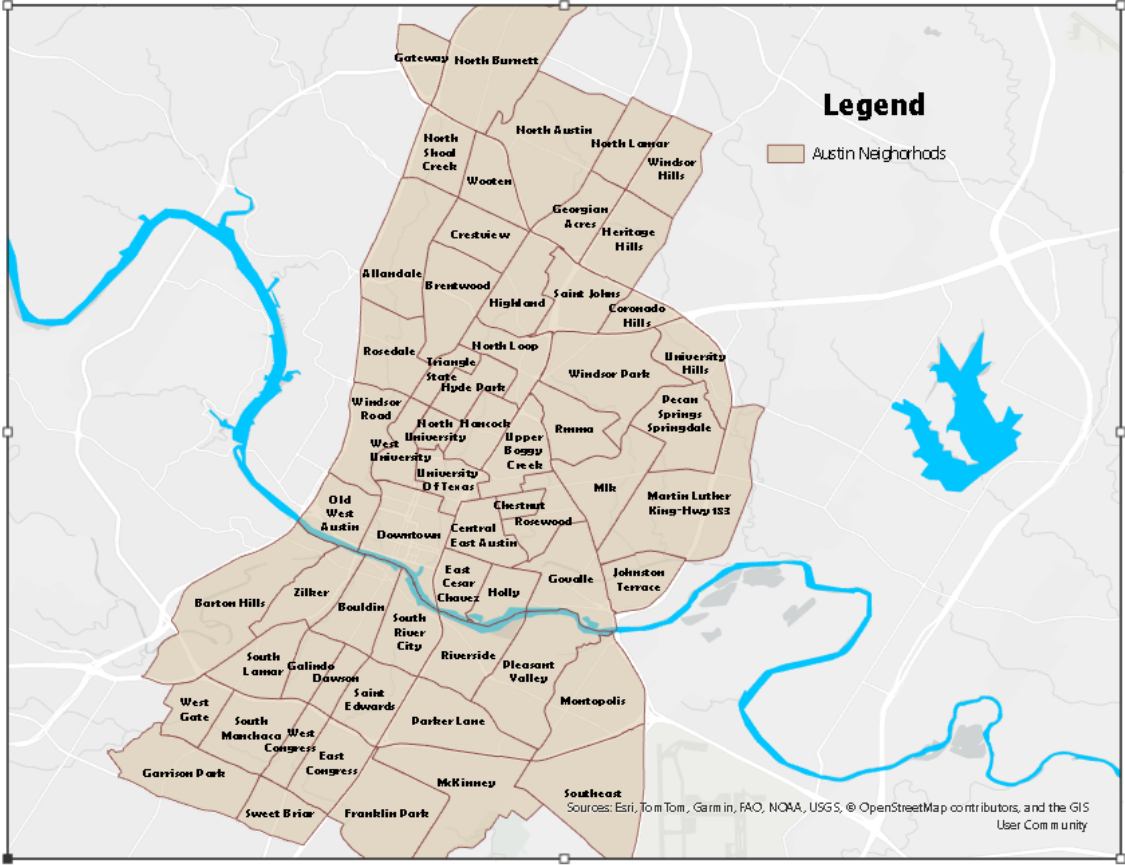 Gateway
North Burnett
Legend
Austin Neighorhods
North Austin
North Lamar
North
Shoal
Creek
Windsor
Hills
Wooten
Georgian
Acres
Crestview
Heritage
Hills
Allandale
Brentwood
Highland
Saint Johns
Coronado
Hills
Rosedale
North Loop
Triangle
State
University
Hills
Windsor Park
Hyde Park
Windsor
Road
Pecan
Springs
Springdale
North
University
Hancock
Rmma
West
University
Upper
Boggy
Creek
University
Of Texas
Mlk
Martin Luther
King-Hwy 183
Old
West
Austin
Chestnut
Rosewood
Downtown
Central
East Austin
East
Cesar
Chavez
Holly
Govalle
Johnston
Terrace
Barton Hills
Zilker
Bouldin
South
River
City
Riverside
South
Lamar
Galindo
Dawson
Pleasant
Valley
Saint
Edwards
Montopolis
West
Gate
South
Manchaca
West
Congress
Parker Lane
East
Congress
Garrison Park
McKinney
Southeast
Sweet Briar
Franklin Park
Sources: Esri, TomTom, Garmin, FAO, NOAA, USGS, © OpenStreetMap contributors, and the GIS
User Community